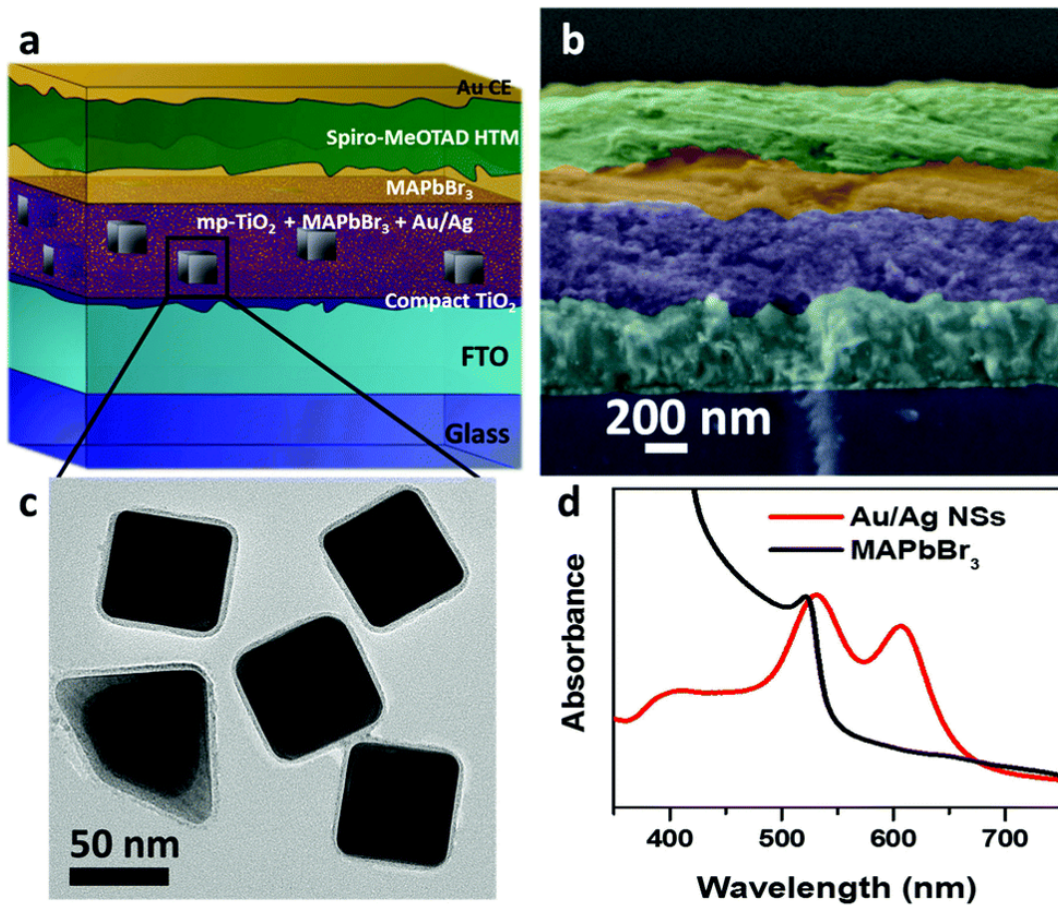 a
Au CE
Spiro-MeOTAD HTM
MAPbBr₃
mp-TiO₂ + MAPbBr₃ + Au/Ag
Compact TiO₂
FTO
Glass
b
200 nm
c
50 nm
d
Au/Ag NSs
MAPbBr₃
Absorbance
400 500 600 700
Wavelength (nm)